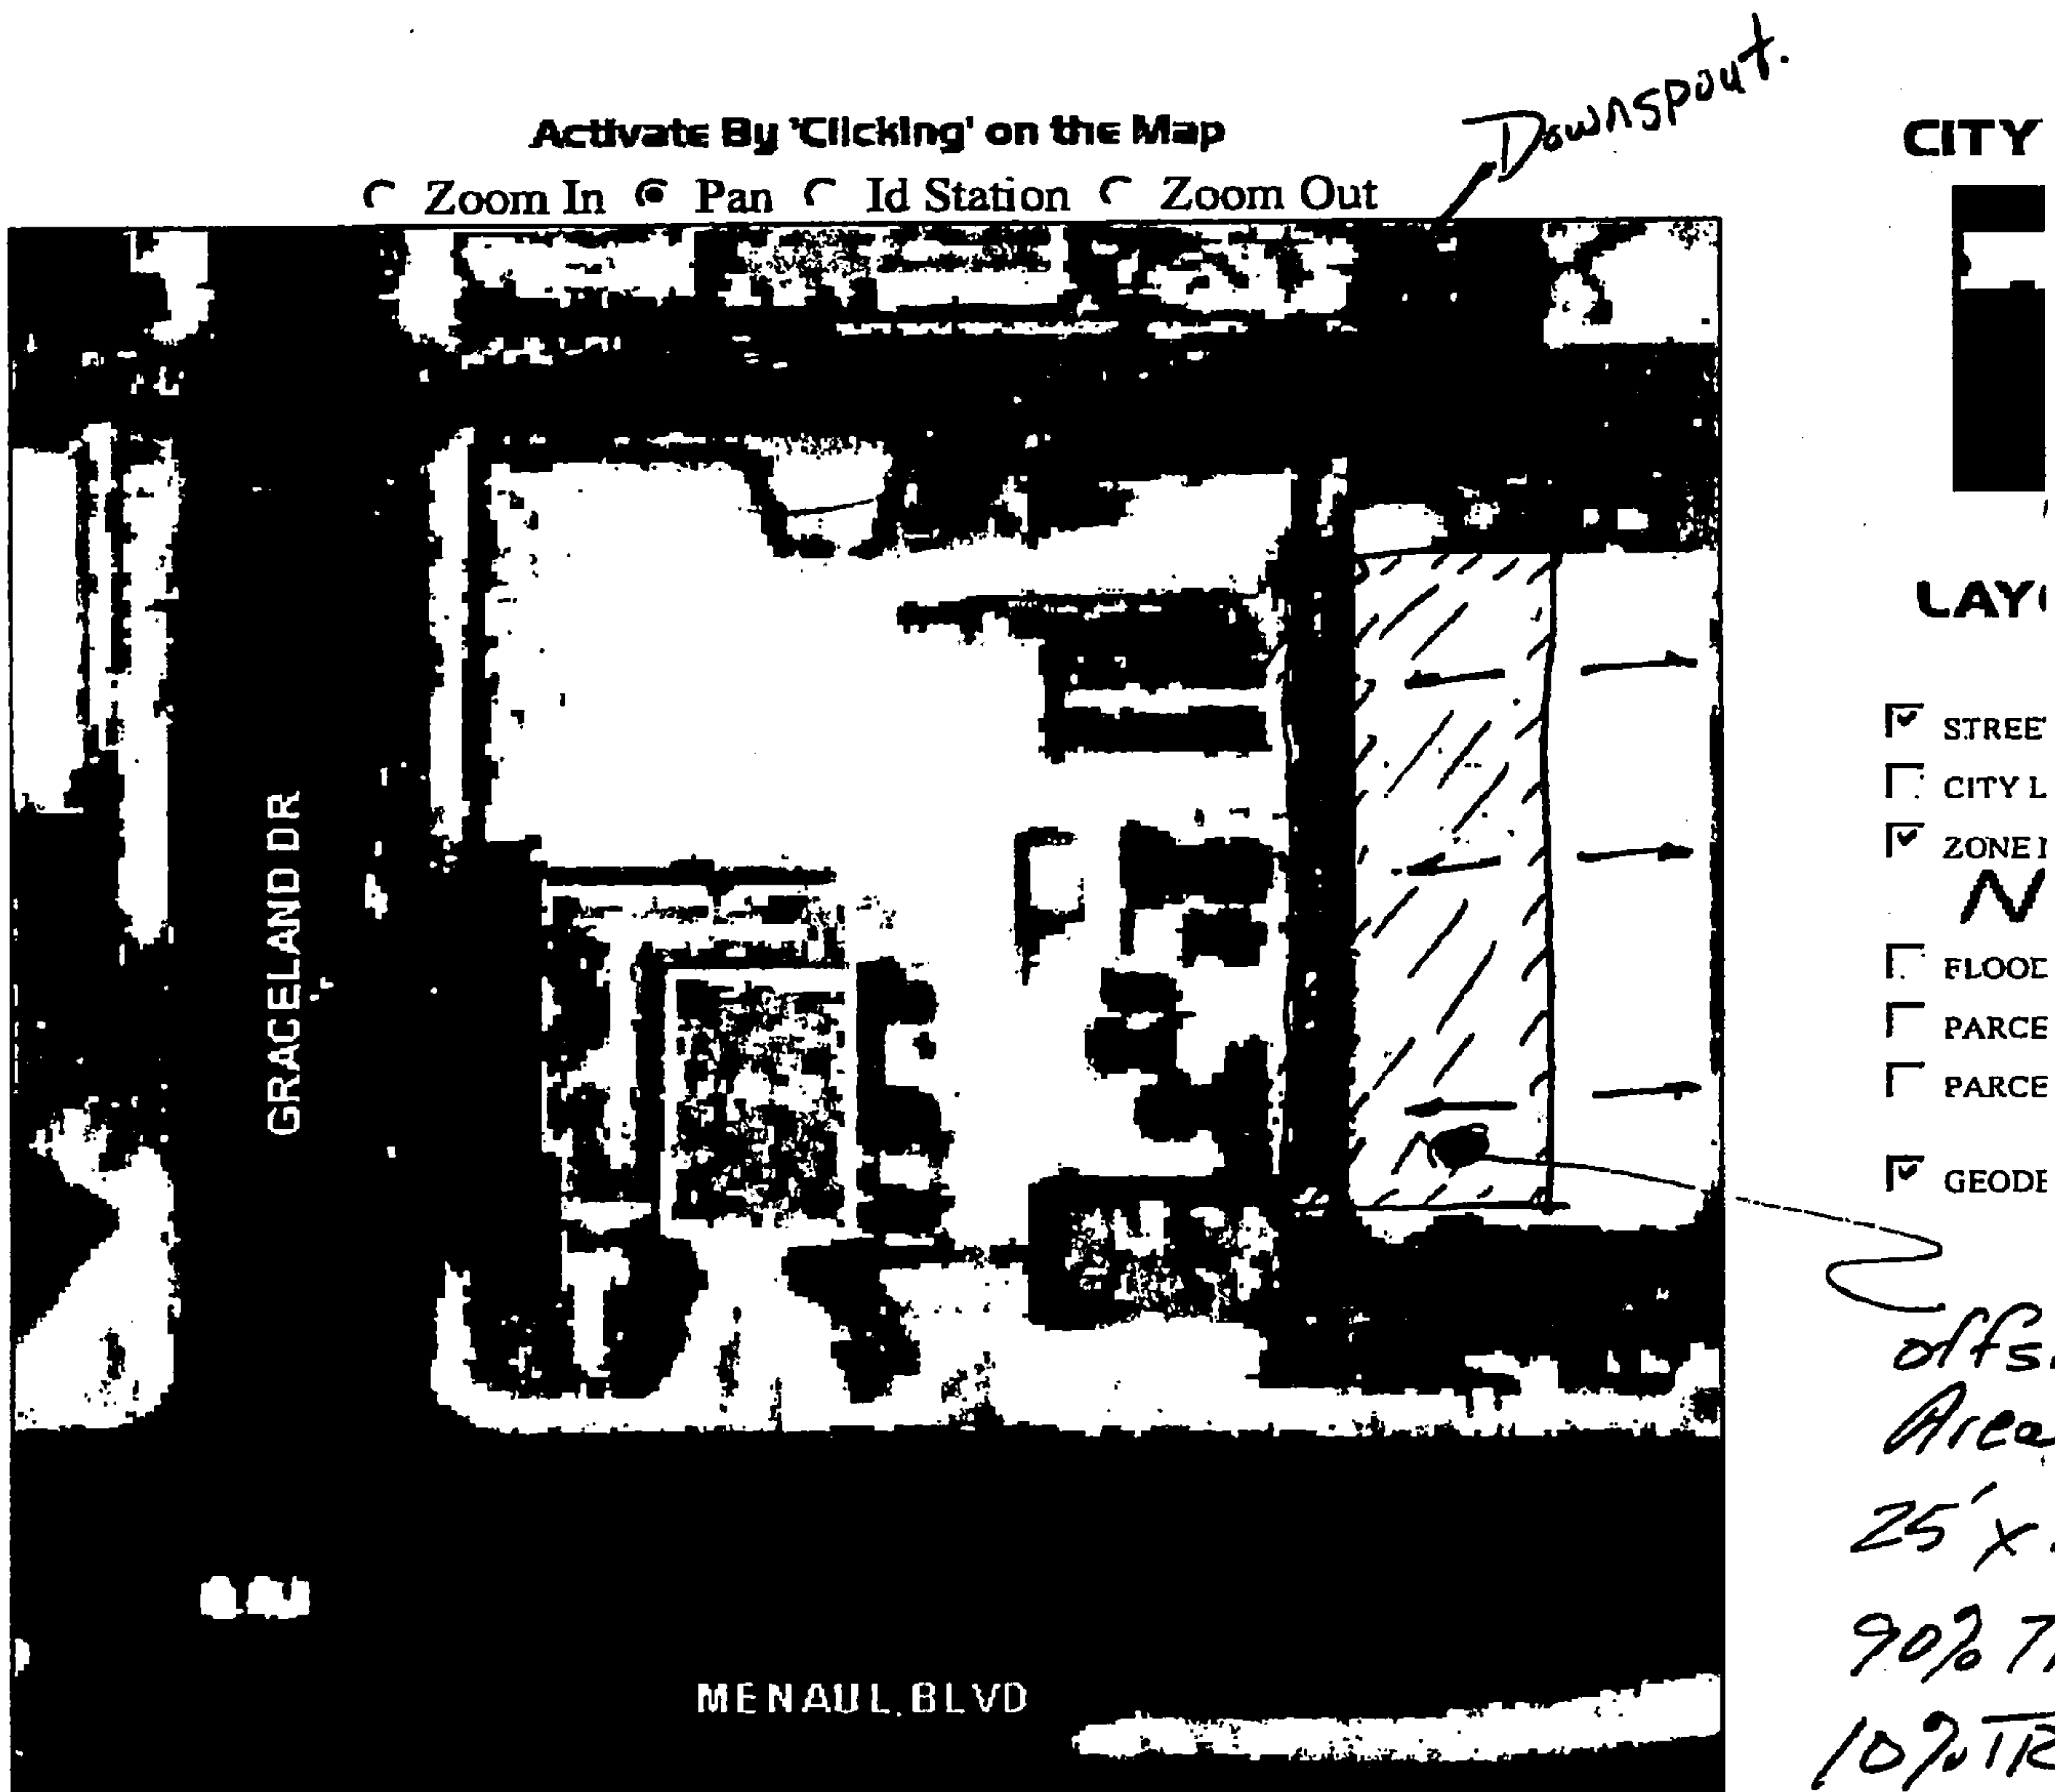 Downspout.
Activate By 'Clicking' on the Map
Zoom In Pan Id Station Zoom Out
CITY
LAY
STREE
CITY L
ZONE
N
FLOOD
PARCE
PARCE
GEODE
GRACELAND DR
offs
Area
25' x
90% T
10% TR
MENAUL BLVD